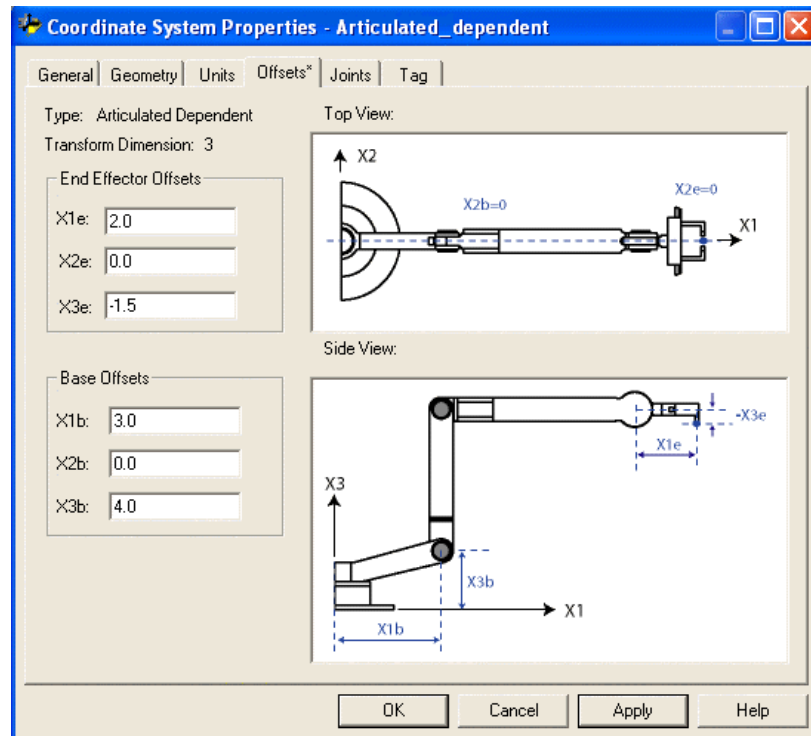 Coordinate System Properties - Articulated_dependent
General Geometry Units Offsets* Joints Tag
Type: Articulated Dependent
Transform Dimension: 3
End Effector Offsets
X1e: 2.0
X2e: 0.0
X3e: -1.5
Base Offsets
X1b: 3.0
X2b: 0.0
X3b: 4.0
Top View:
X2
X2b=0
X2e=0
X1
Side View:
-X3e
X1e
X3
X3b
X1
X1b
OK Cancel Apply Help